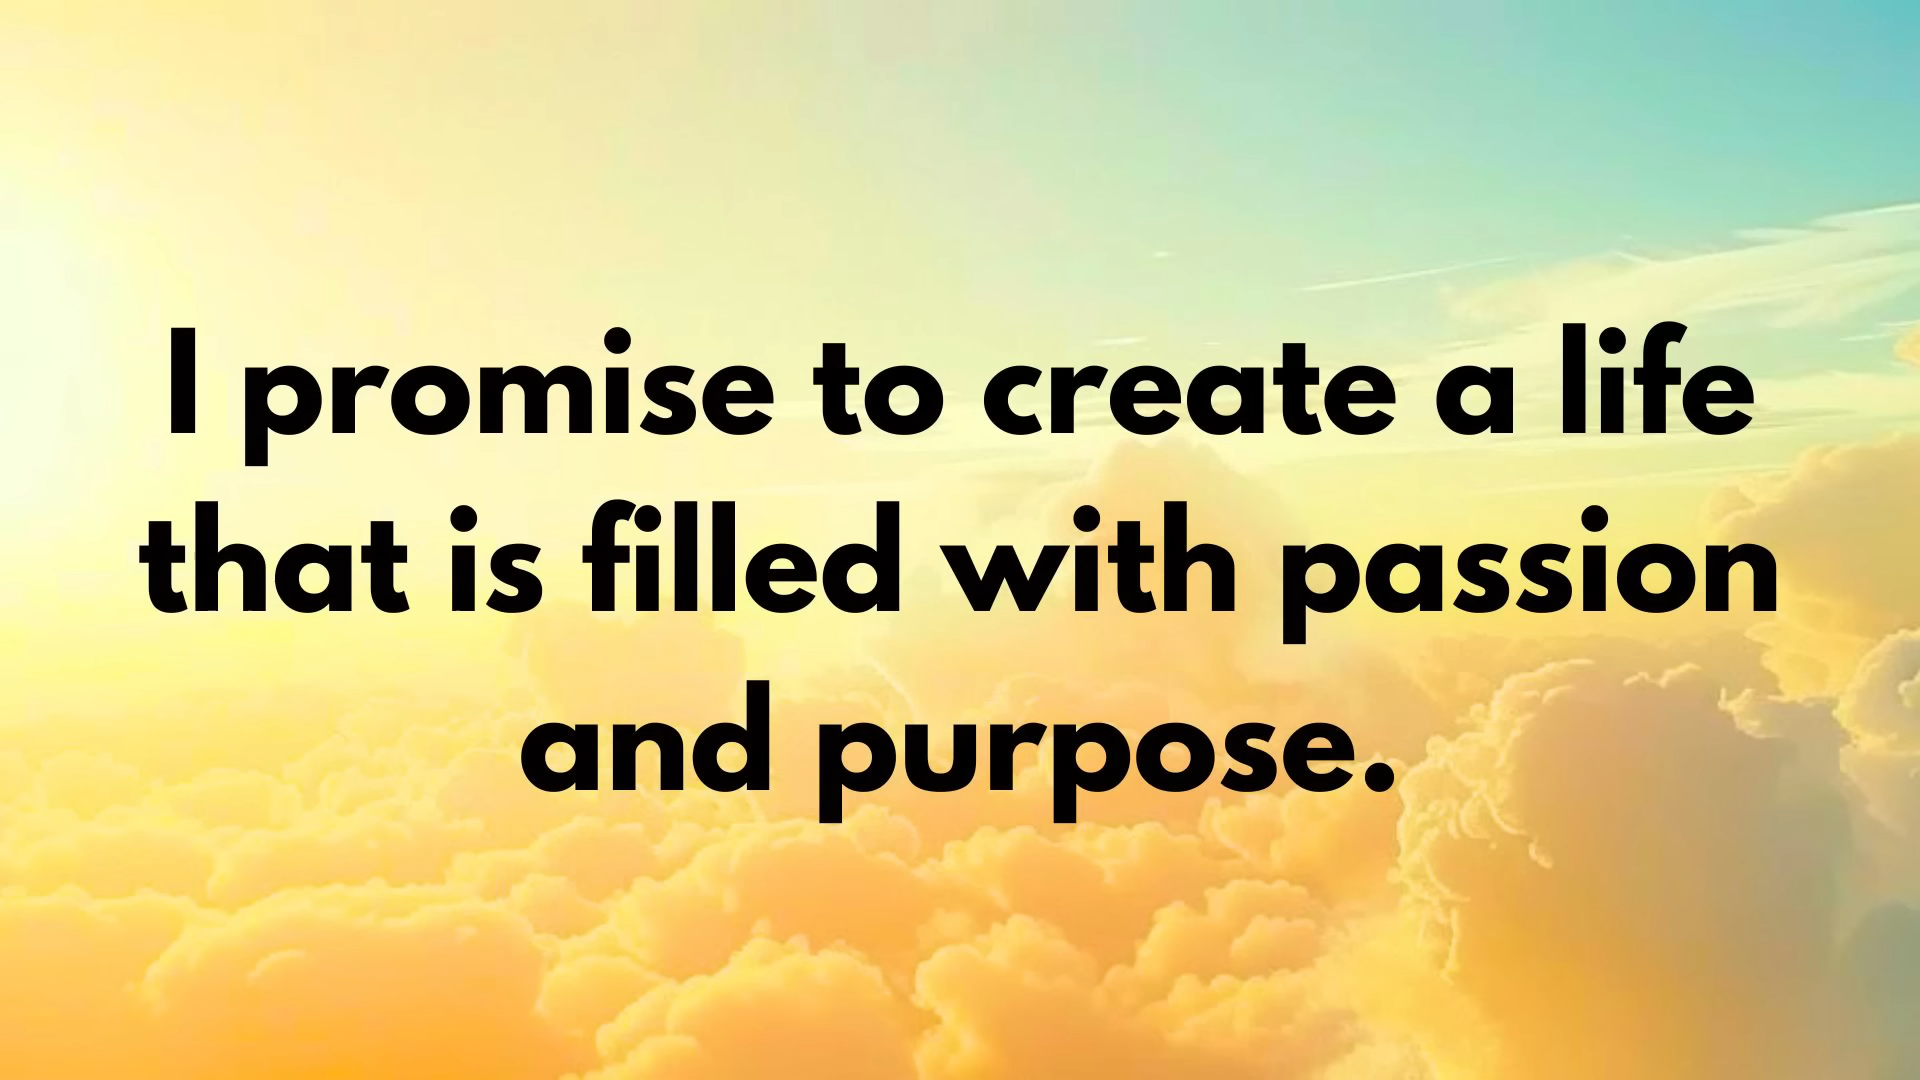 I promise to create a life
that is filled with passion
and purpose.